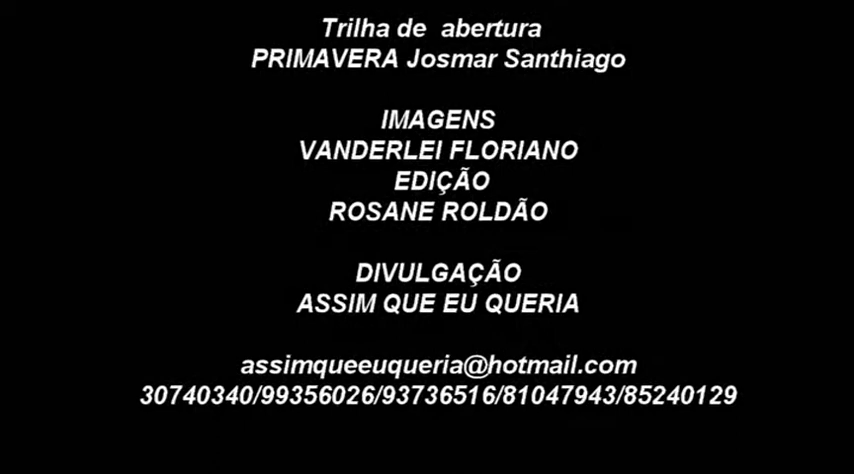 Trilha de abertura
PRIMAVERA Josmar Santhiago
IMAGENS
VANDERLEI FLORIANO
EDIÇÃO
ROSANE ROLDÃO
DIVULGAÇÃO
ASSIM QUE EU QUERIA
assimqueeuqueria@hotmail.com
30740340/99356026/93736516/81047943/85240129